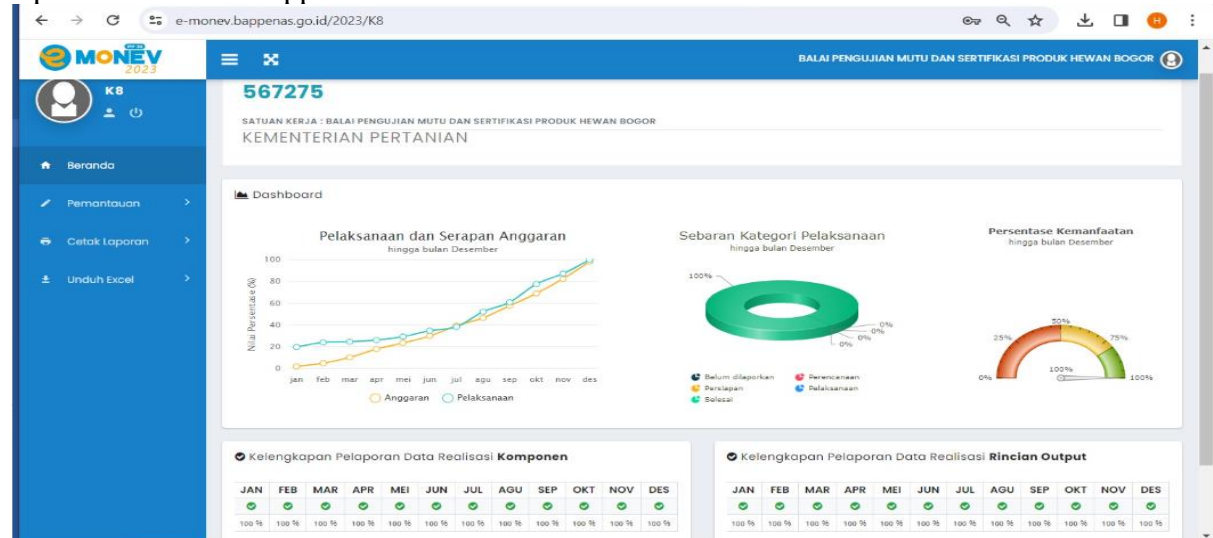 e-monev.bappenas.go.id/2023/K8
e MONEV
2023
BALAI PENGUJIAN MUTU DAN SERTIFIKASI PRODUK HEWAN BOGOR
H
K8
Beranda
Pemantauan
Cetak Laporan
Unduh Excel
567275
SATUAN KERJA : BALAI PENGUJIAN MUTU DAN SERTIFIKASI PRODUK HEWAN BOGOR
KEMENTERIAN PERTANIAN
Dashboard
Pelaksanaan dan Serapan Anggaran
hingga bulan Desember
Nilai Persentase (%)
100
80
60
40
20
0
jan feb mar apr mei jun jul agu sep okt nov des
Anggaran Pelaksanaan
Sebaran Kategori Pelaksanaan
hingga bulan Desember
100%
0%
0%
0%
0%
Belum dilaporkan Perencanaan
Persiapan Pelaksanaan
Selesai
Persentase Kemanfaatan
hingga bulan Desember
50%
25% 75%
100%
0% 100%
Kelengkapan Pelaporan Data Realisasi Komponen
JAN FEB MAR APR MEI JUN JUL AGU SEP OKT NOV DES
100 % 100 % 100 % 100 % 100 % 100 % 100 % 100 % 100 % 100 % 100 % 100 %
Kelengkapan Pelaporan Data Realisasi Rincian Output
JAN FEB MAR APR MEI JUN JUL AGU SEP OKT NOV DES
100 % 100 % 100 % 100 % 100 % 100 % 100 % 100 % 100 % 100 % 100 % 100 %